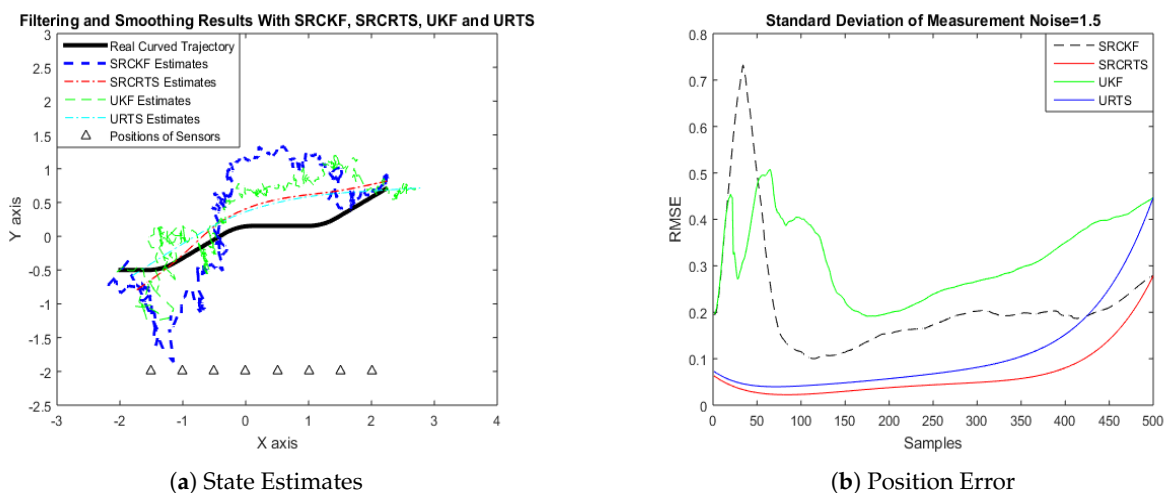 Filtering and Smoothing Results With SRCKF, SRCRTS, UKF and URTS
3
2.5
2
1.5
1
0.5
0
-0.5
-1
-1.5
-2
-2.5
Y axis
Real Curved Trajectory
SRCKF Estimates
SRCRTS Estimates
UKF Estimates
URTS Estimates
Positions of Sensors
-3
-2
-1
0
1
2
3
4
X axis
(a) State Estimates
Standard Deviation of Measurement Noise=1.5
0.8
0.7
0.6
0.5
0.4
0.3
0.2
0.1
0
RMSE
SRCKF
SRCRTS
UKF
URTS
0
50
100
150
200
250
300
350
400
450
500
Samples
(b) Position Error